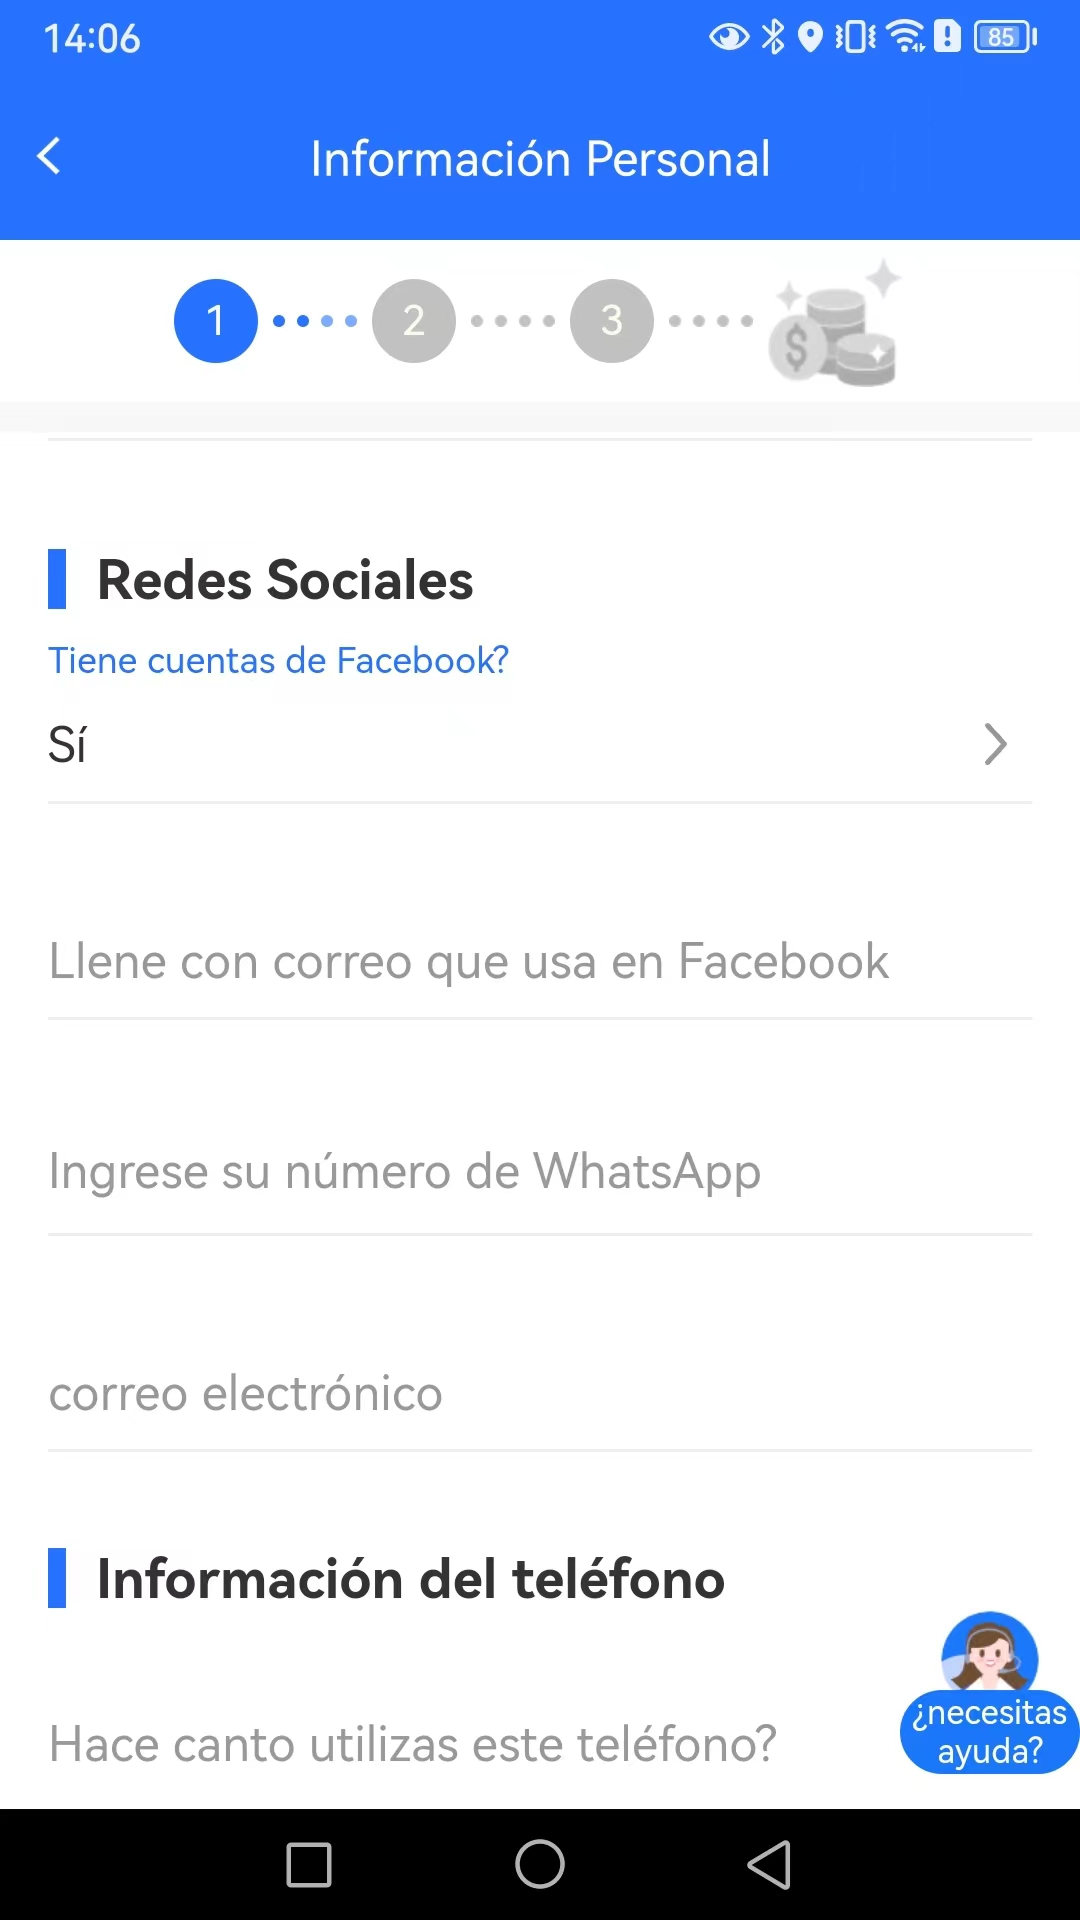 14:06
85
Información Personal
1
2
3
$
Redes Sociales
Tiene cuentas de Facebook?
Sí
Llene con correo que usa en Facebook
Ingrese su número de WhatsApp
correo electrónico
Información del teléfono
Hace canto utilizas este teléfono?
¿necesitas
ayuda?